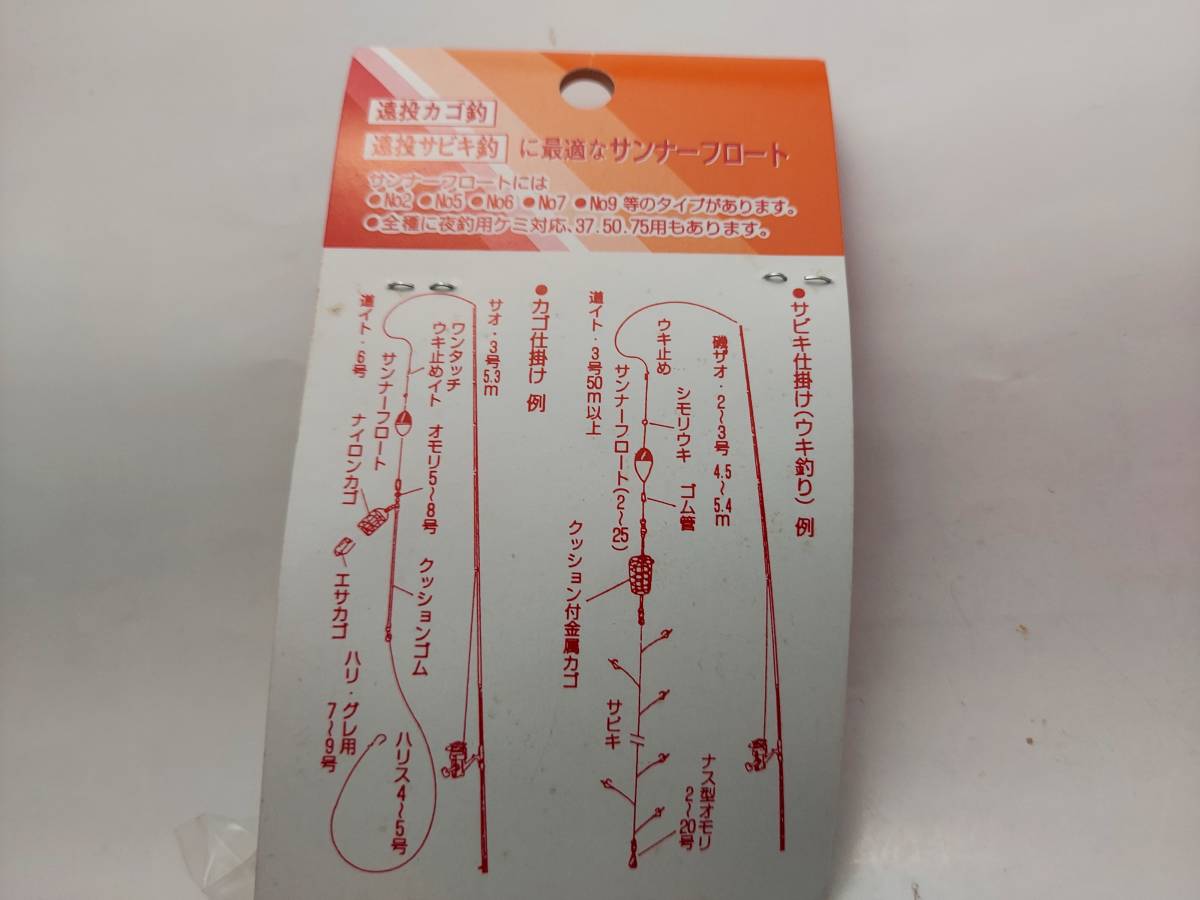 遠投カゴ釣
遠投サビキ釣 に最適なサンナーフロート
サンナーフロートには
●No2 ●No5 ●No6 ●No7 ●No9 等のタイプがあります。
●全種に夜釣用ケミ対応、37.50.75用もあります。
●サビキ仕掛け(ウキ釣り) 例
磯ザオ・2〜3号 4.5〜5.4m
道イト・3号50m以上
ウキ止め
シモリウキ
サンナーフロート(2〜25)
ゴム管
クッション付金属カゴ
サビキ
ナス型オモリ
2〜20号
●カゴ仕掛け 例
サオ・3号5.3m
道イト・6号
ワンタッチ
ウキ止めイト
サンナーフロート
オモリ5〜8号
ナイロンカゴ
エサカゴ
クッションゴム
ハリ・グレ用
7〜9号
ハリス4〜5号